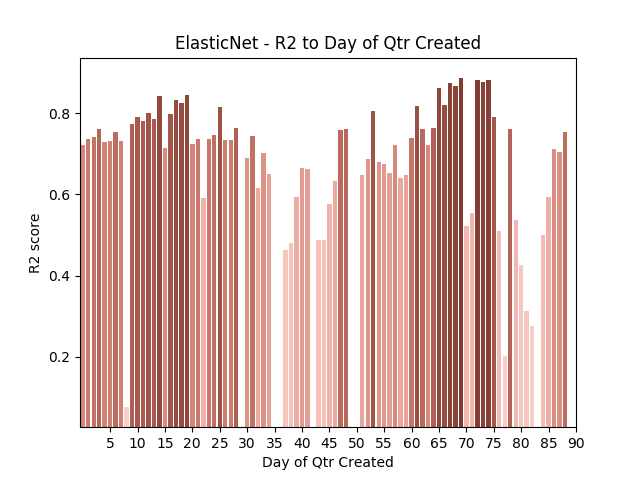 ElasticNet - R2 to Day of Qtr Created
0.8
0.6
0.4
0.2
R2 score
5 10 15 20 25 30 35 40 45 50 55 60 65 70 75 80 85 90
Day of Qtr Created